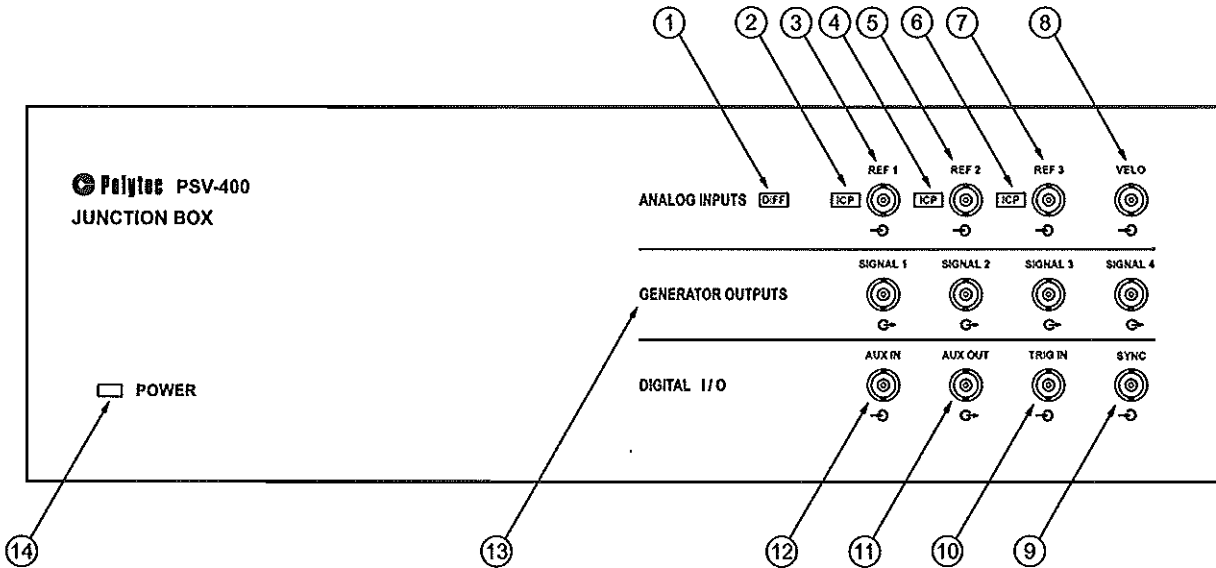 1 2 3 4 5 6 7 8
Polytec PSV-400
JUNCTION BOX
REF 1 REF 2 REF 3 VELO
ANALOG INPUTS DIFF ICP ICP ICP
SIGNAL 1 SIGNAL 2 SIGNAL 3 SIGNAL 4
GENERATOR OUTPUTS
AUX IN AUX OUT TRIG IN SYNC
DIGITAL I/O
POWER
14 13 12 11 10 9